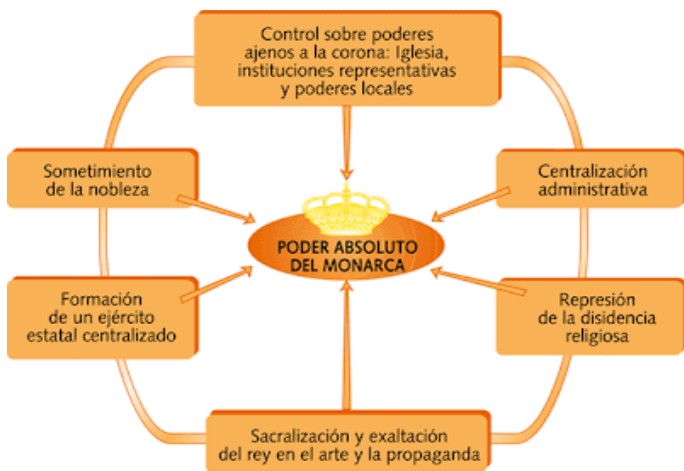 Control sobre poderes
ajenos a la corona: Iglesia,
instituciones representativas
y poderes locales
Sometimiento
de la nobleza
Centralización
administrativa
PODER ABSOLUTO
DEL MONARCA
Formación
de un ejército
estatal centralizado
Represión
de la disidencia
religiosa
Sacralización y exaltación
del rey en el arte y la propaganda